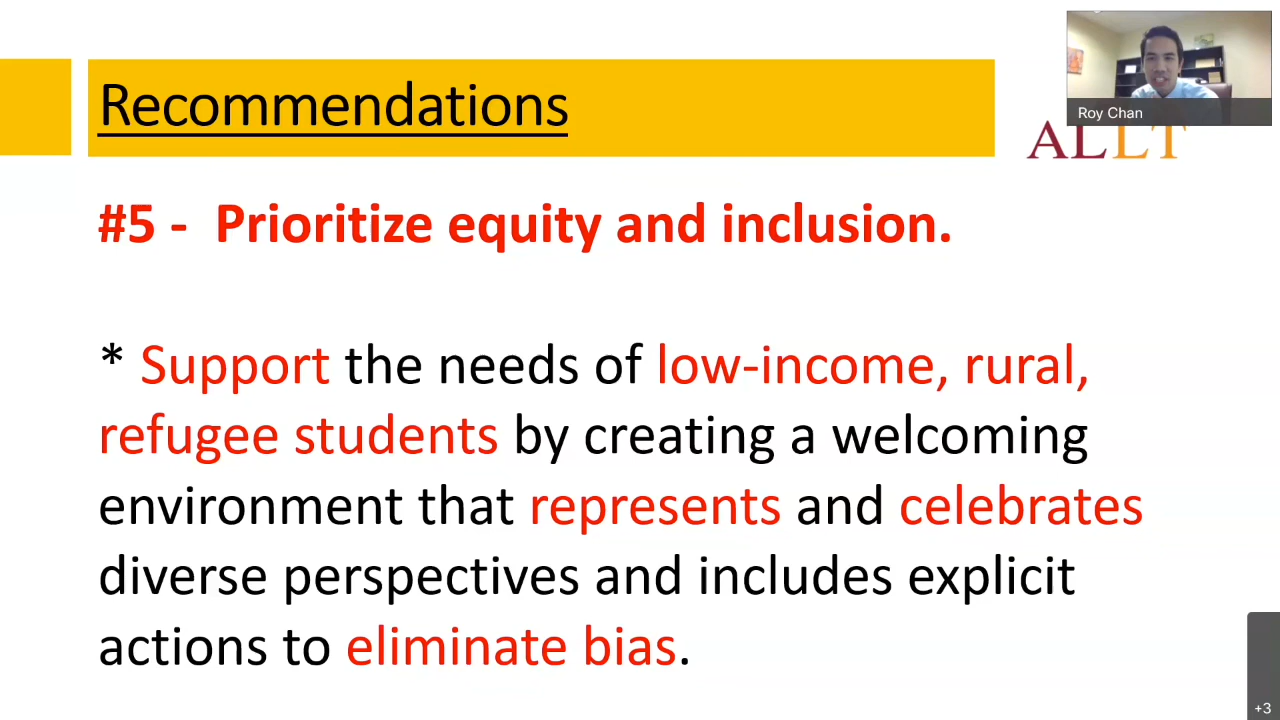 Recommendations
Roy Chan
ALLT
#5 - Prioritize equity and inclusion.
* Support the needs of low-income, rural,
refugee students by creating a welcoming
environment that represents and celebrates
diverse perspectives and includes explicit
actions to eliminate bias.
+3